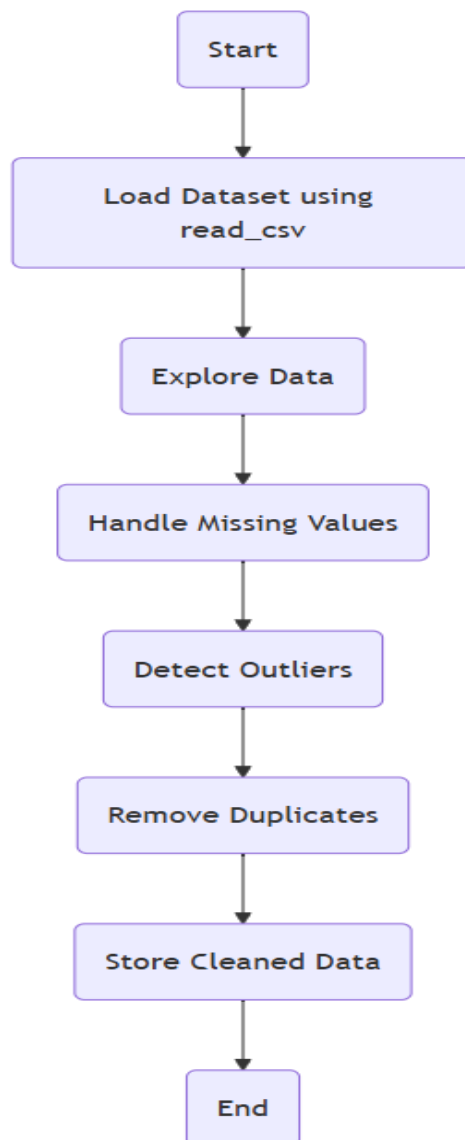 Start
Load Dataset using
read_csv
Explore Data
Handle Missing Values
Detect Outliers
Remove Duplicates
Store Cleaned Data
End